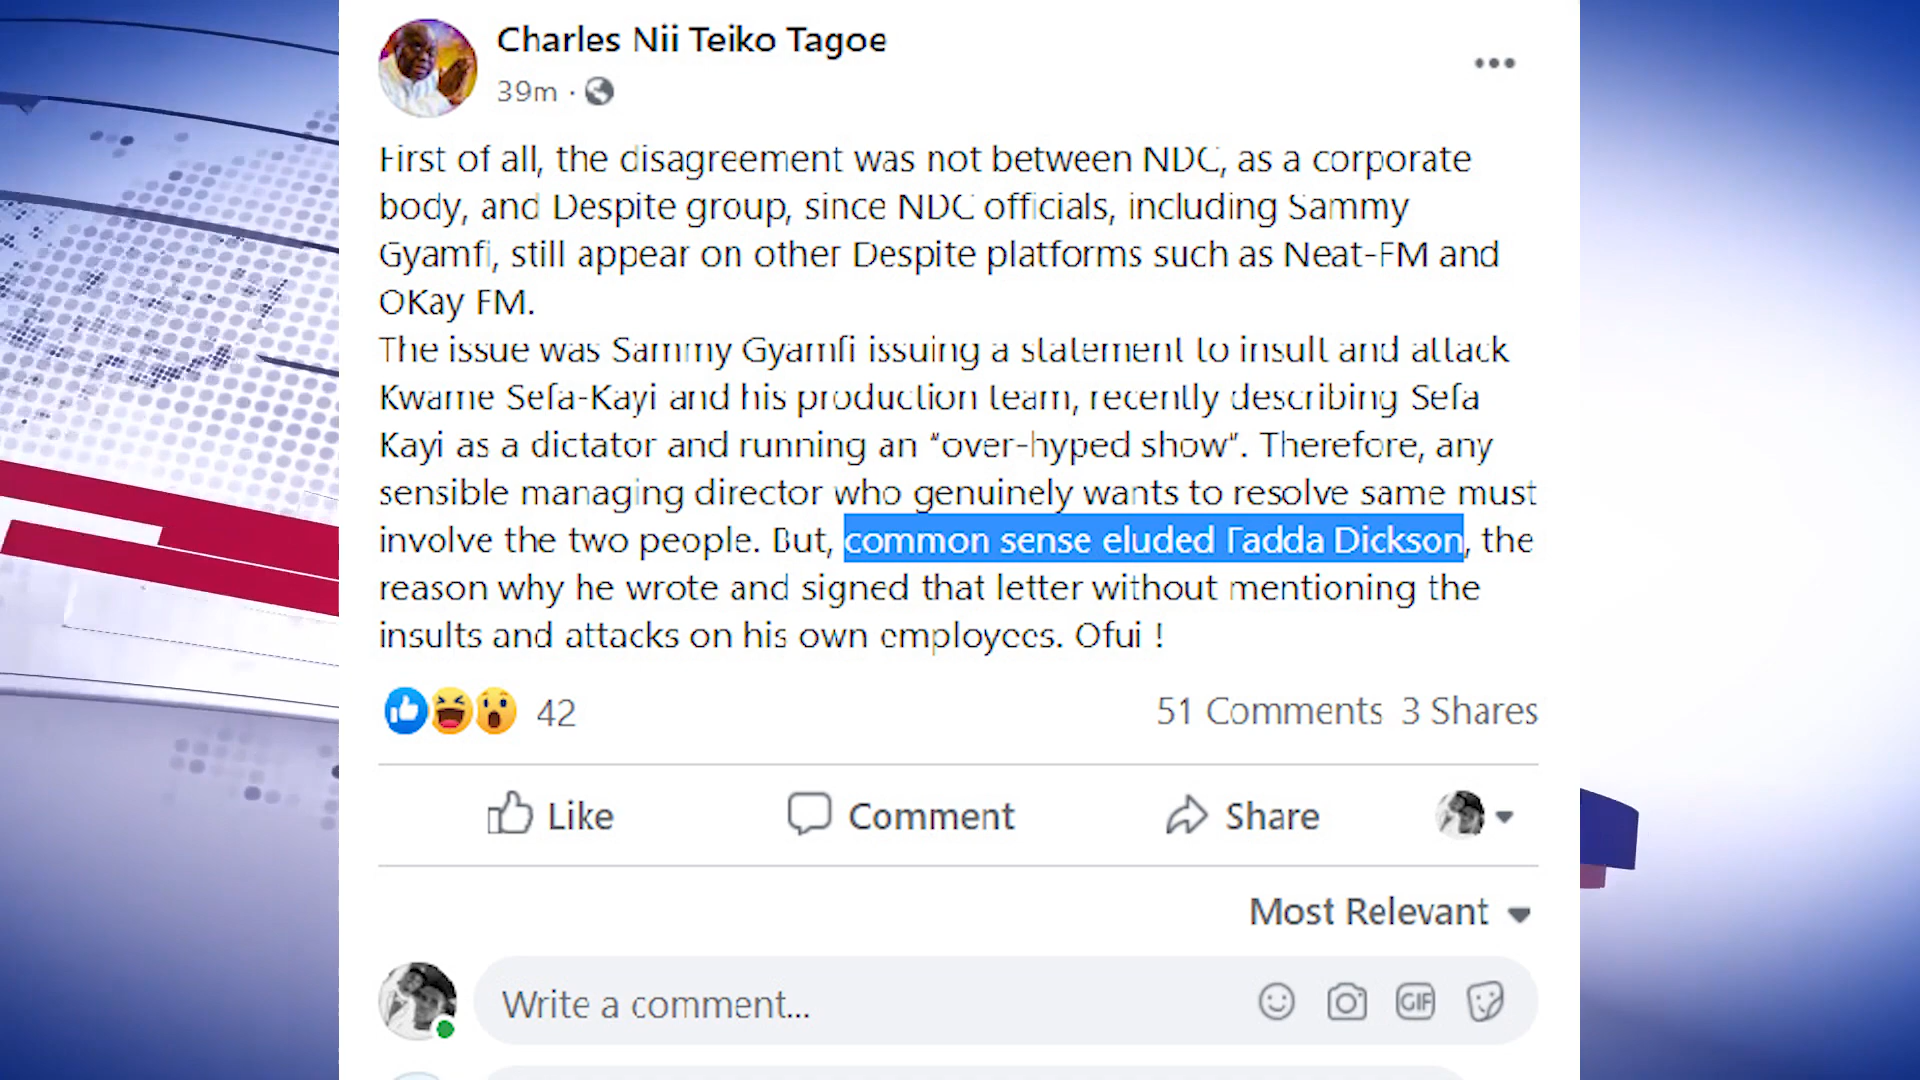 Charles Nii Teiko Tagoe
39m ·
First of all, the disagreement was not between NDC, as a corporate
body, and Despite group, since NDC officials, including Sammy
Gyamfi, still appear on other Despite platforms such as Neat-FM and
OKay FM.
The issue was Sammy Gyamfi issuing a statement to insult and attack
Kwame Sefa-Kayi and his production team, recently describing Sefa
Kayi as a dictator and running an “over-hyped show”. Therefore, any
sensible managing director who genuinely wants to resolve same must
involve the two people. But, common sense eluded Fadda Dickson, the
reason why he wrote and signed that letter without mentioning the
insults and attacks on his own employees. Ofui !
42
51 Comments 3 Shares
Like
Comment
Share
Most Relevant
Write a comment...
GIF